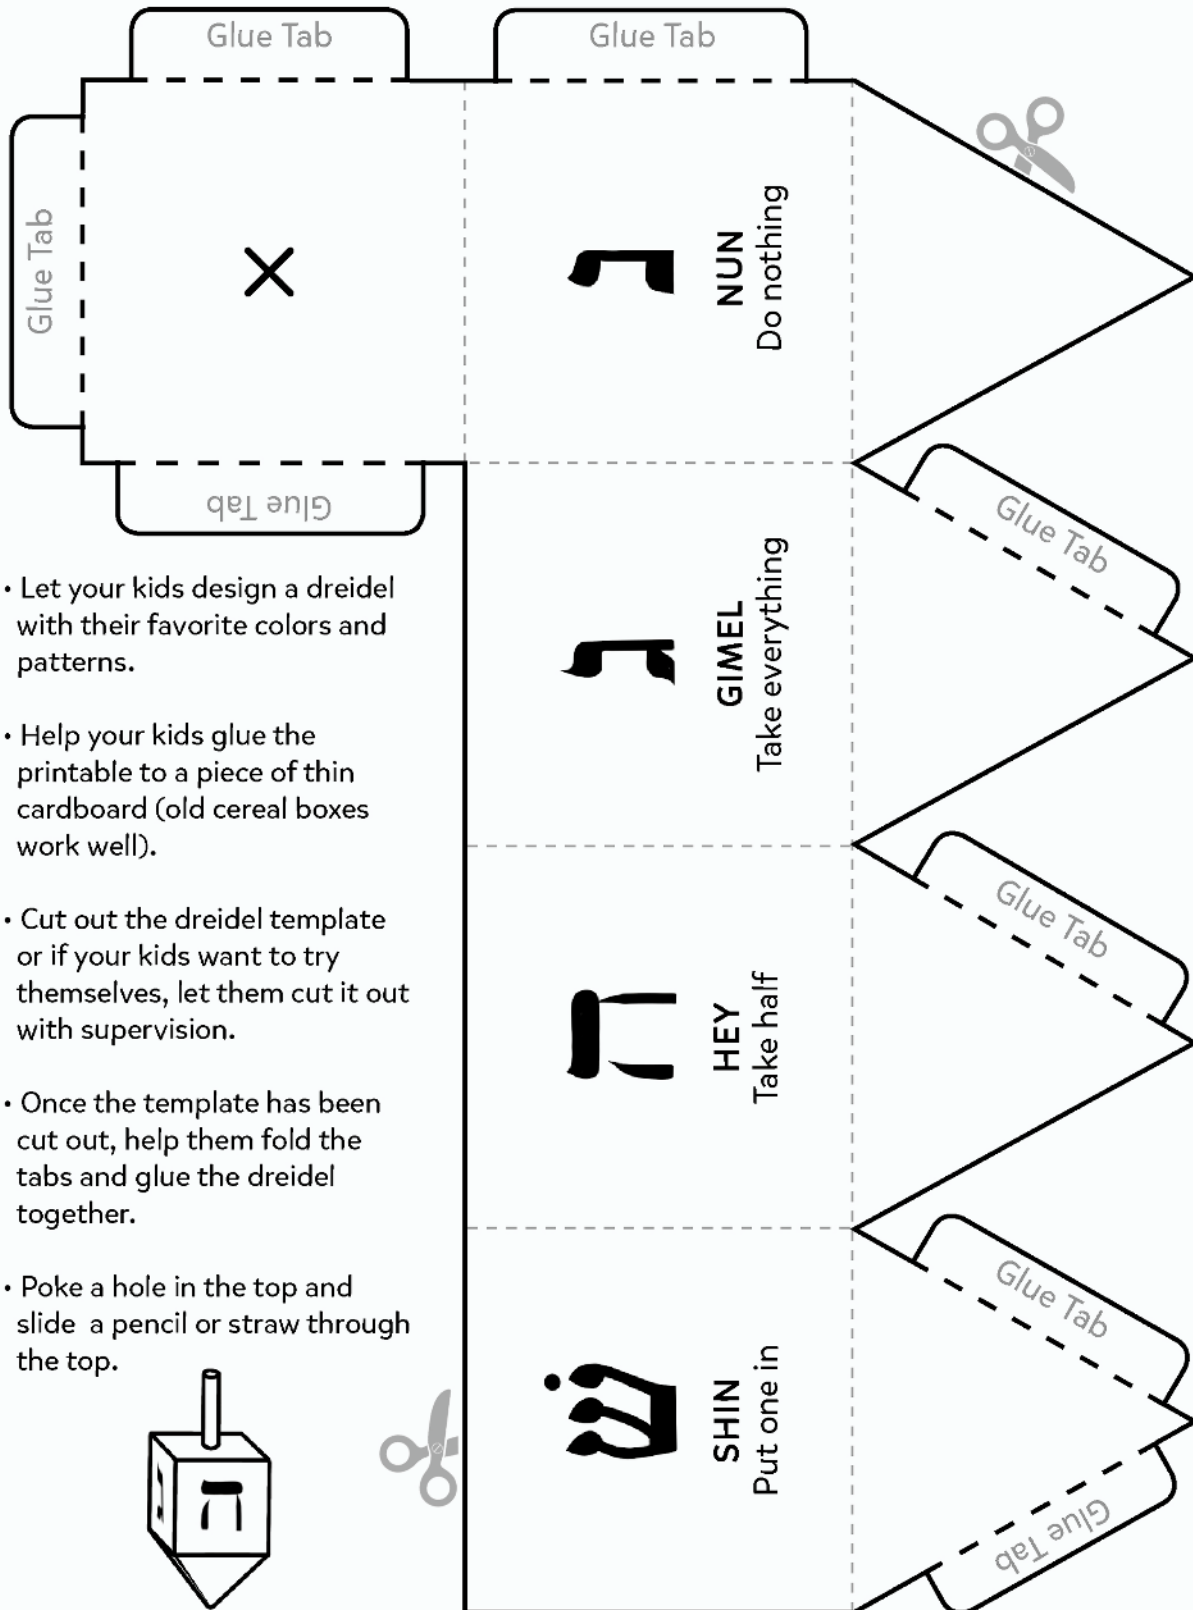 Glue Tab
Glue Tab
Glue Tab
נ
NUN
Do nothing
Glue Tab
Glue Tab
ג
GIMEL
Take everything
Glue Tab
ה
HEY
Take half
Glue Tab
שׁ
SHIN
Put one in
Glue Tab
• Let your kids design a dreidel
with their favorite colors and
patterns.
• Help your kids glue the
printable to a piece of thin
cardboard (old cereal boxes
work well).
• Cut out the dreidel template
or if your kids want to try
themselves, let them cut it out
with supervision.
• Once the template has been
cut out, help them fold the
tabs and glue the dreidel
together.
• Poke a hole in the top and
slide a pencil or straw through
the top.
ה